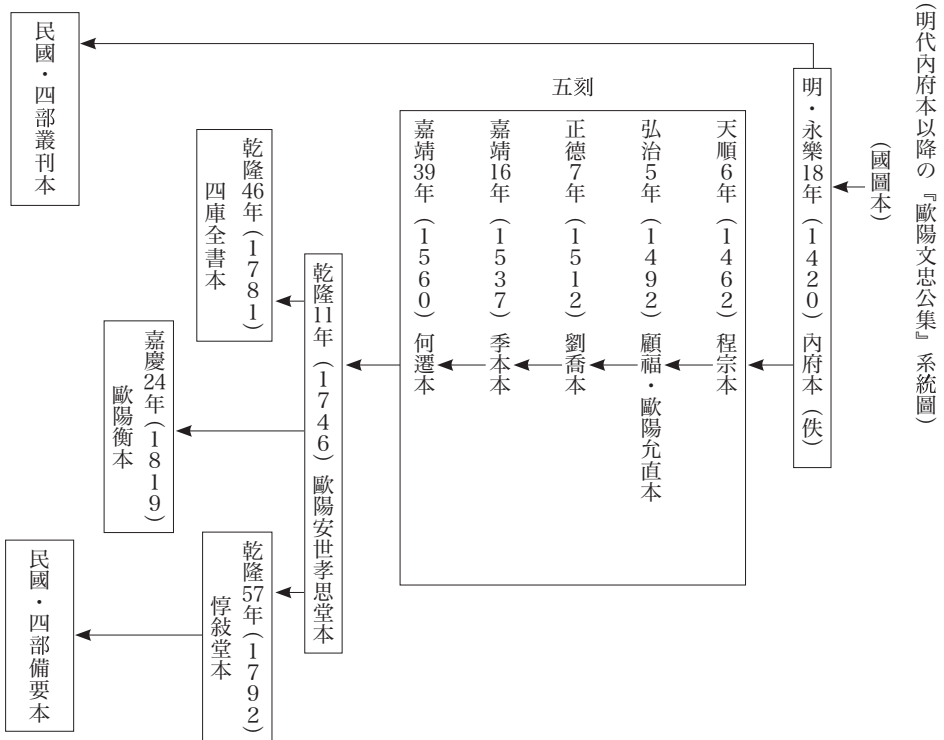 (明代內府本以降の『歐陽文忠公集』系統圖)
(國圖本)
明・永樂18年(1420)內府本(佚)
五刻
天順6年(1462)程宗本
弘治5年(1492)顧福・歐陽允直本
正德7年(1512)劉喬本
嘉靖16年(1537)季本本
嘉靖39年(1560)何遷本
乾隆11年(1746)歐陽安世孝思堂本
乾隆46年(1781)
四庫全書本
乾隆57年(1792)
惇敍堂本
嘉慶24年(1819)
歐陽衡本
民國・四部叢刊本
民國・四部備要本